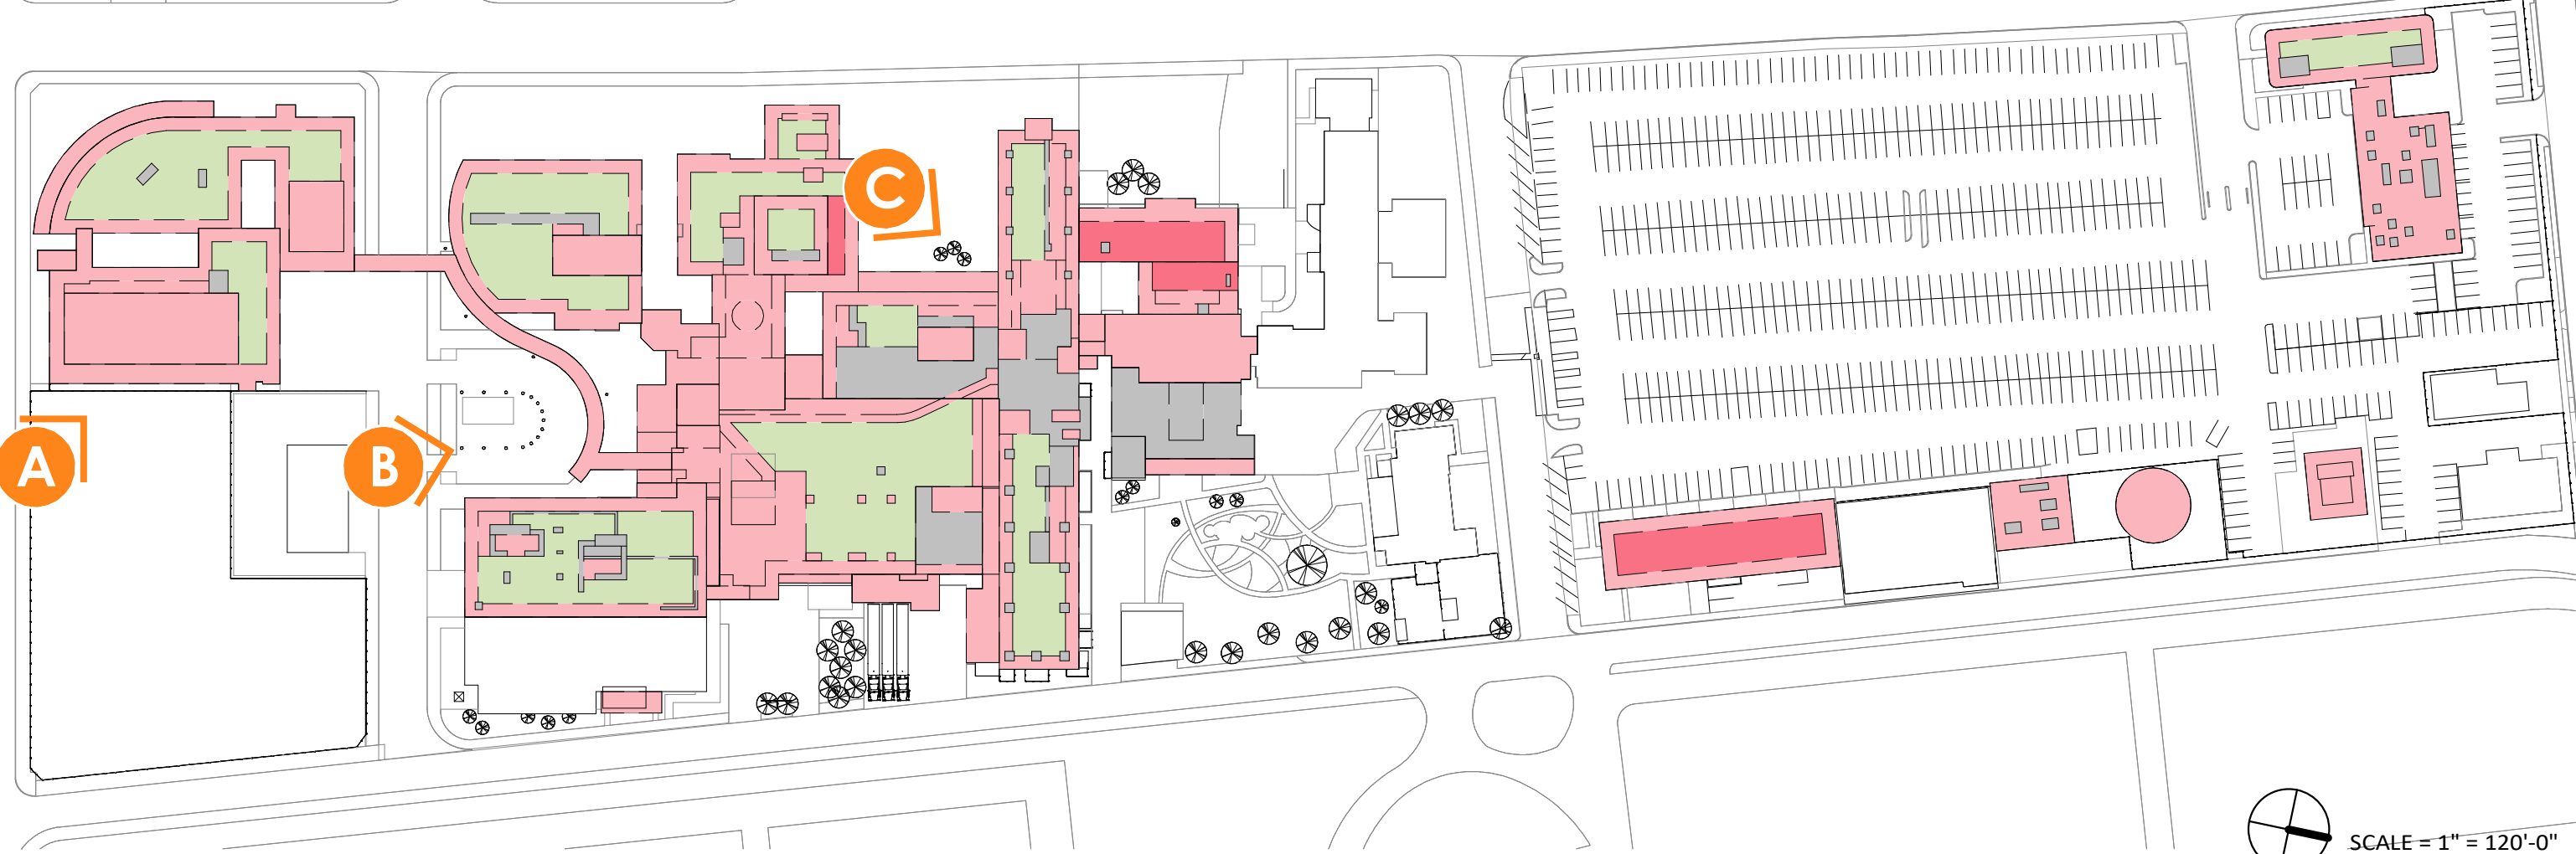 C
A
B
SCALE = 1" = 120'-0"